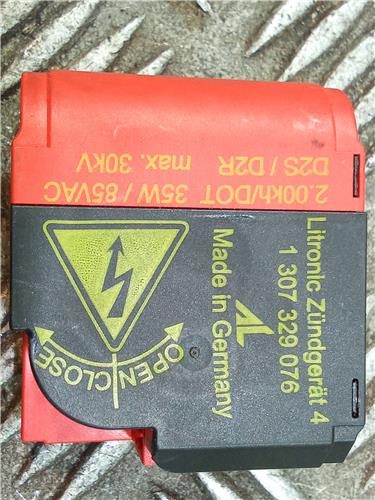 Litronic Zündgerät 4
1 307 329 076
AL
Made in Germany
OPEN CLOSE
2.00kh/DOT 35W / 85VAC
D2S / D2R max. 30kV